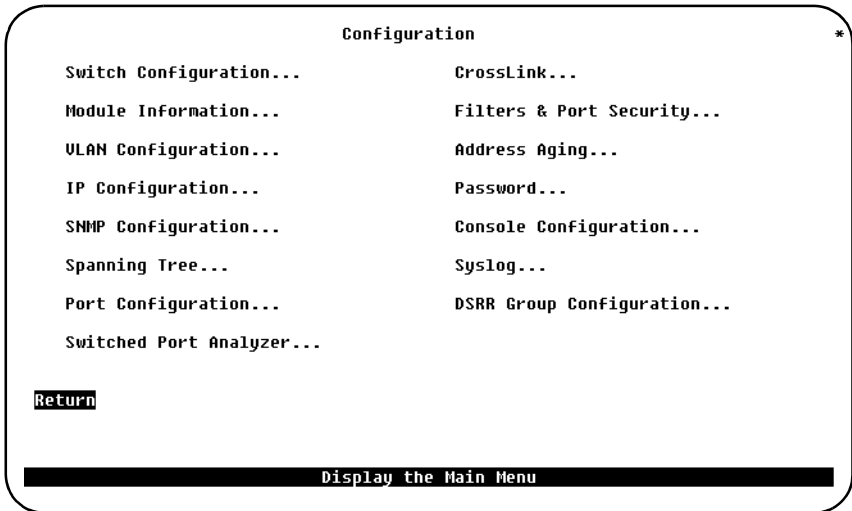 Configuration *
Switch Configuration... CrossLink...
Module Information... Filters & Port Security...
VLAN Configuration... Address Aging...
IP Configuration... Password...
SNMP Configuration... Console Configuration...
Spanning Tree... Syslog...
Port Configuration... DSRR Group Configuration...
Switched Port Analyzer...
Return
Display the Main Menu